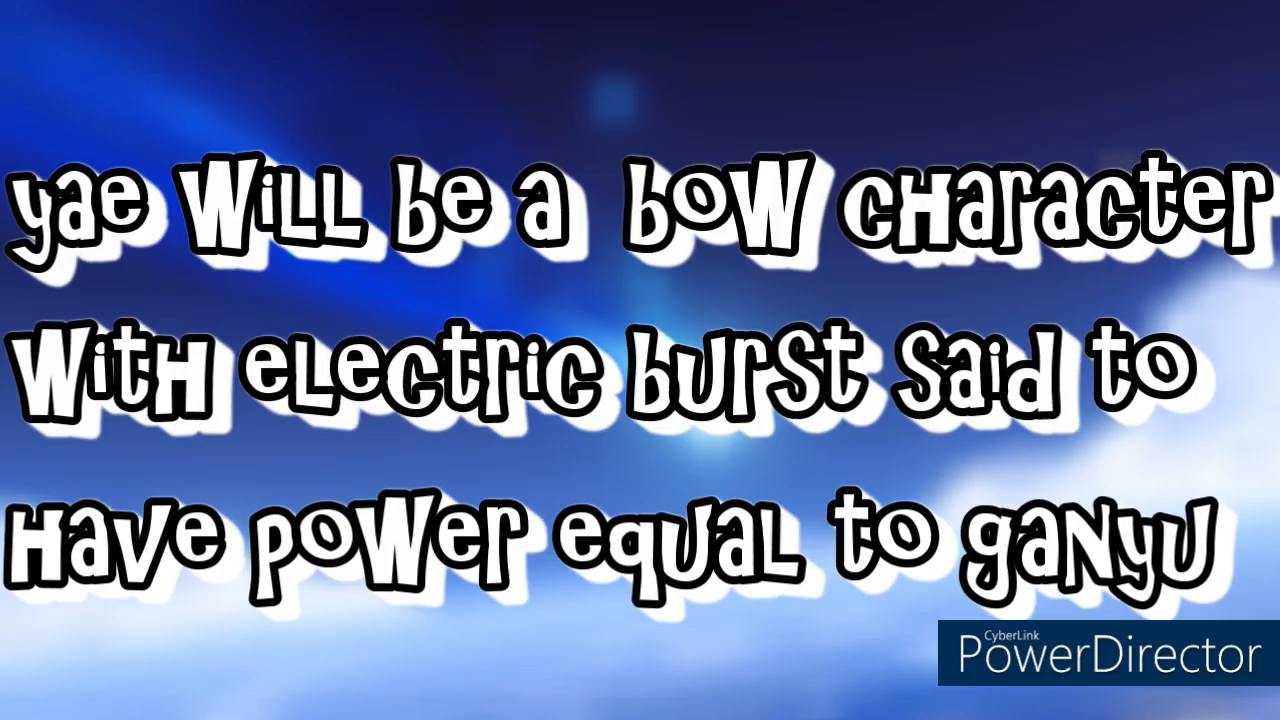 yae will be a bow character
with electric burst said to
have power equal to ganyu
CyberLink
PowerDirector